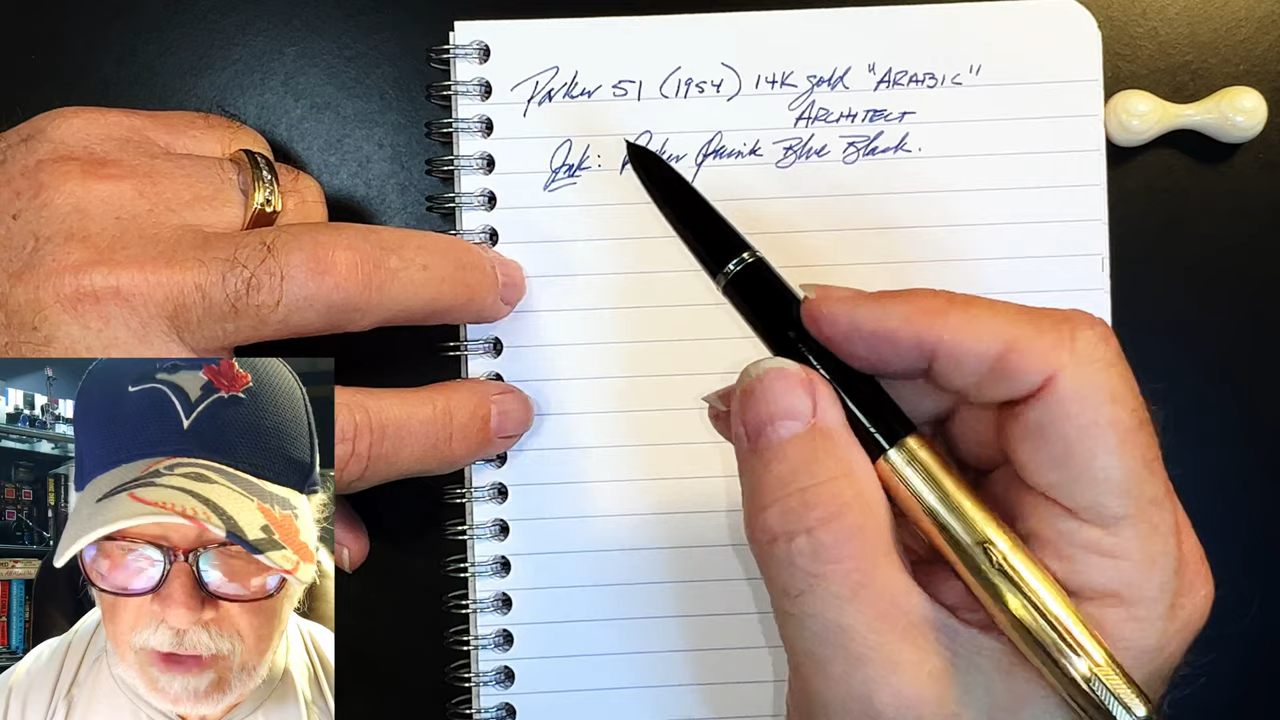 Parker 51 (1954) 14K gold "ARABIC"
ARCHITECT
Ink: Parker Quink Blue Black.